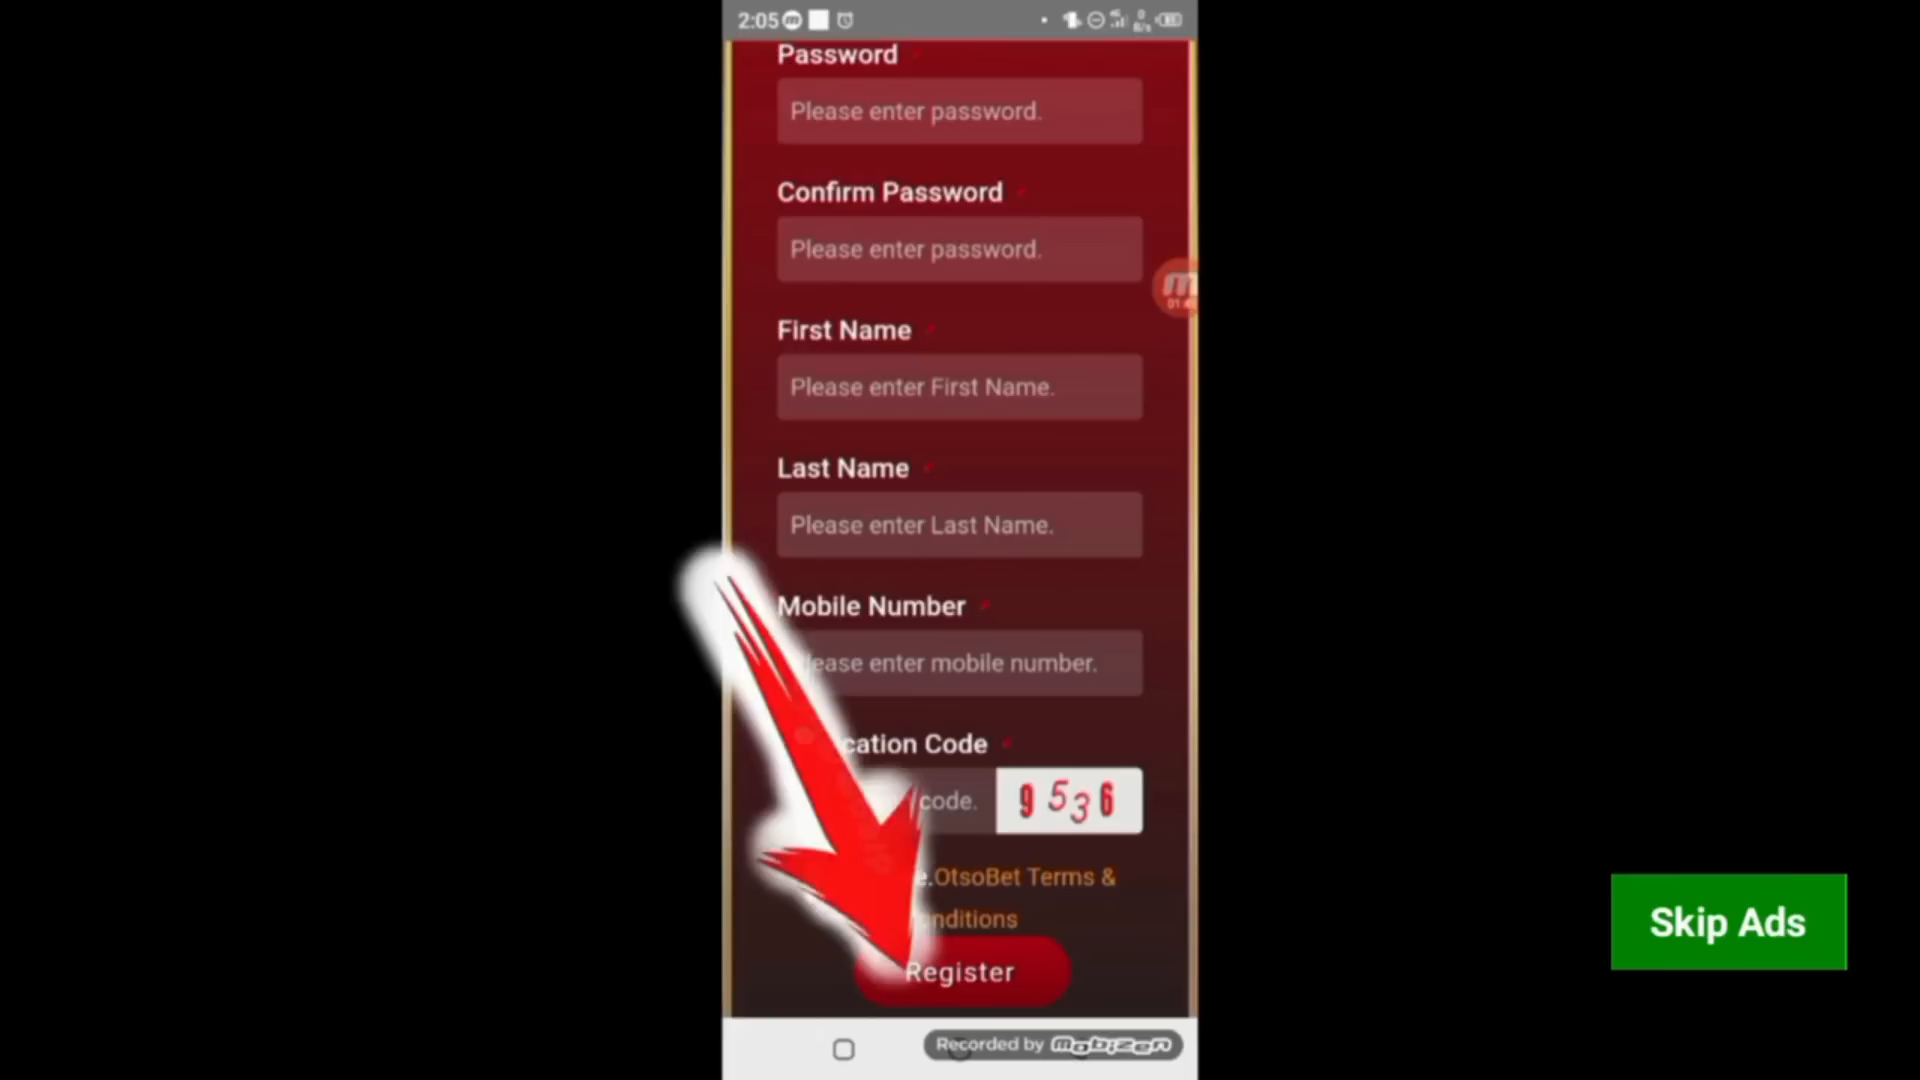 2:05
Password
Please enter password.
Confirm Password
Please enter password.
First Name
Please enter First Name.
Last Name
Please enter Last Name.
Mobile Number
lease enter mobile number.
cation Code
code.
9536
e.OtsoBet Terms &
onditions
Register
Recorded by mobizen
Skip Ads